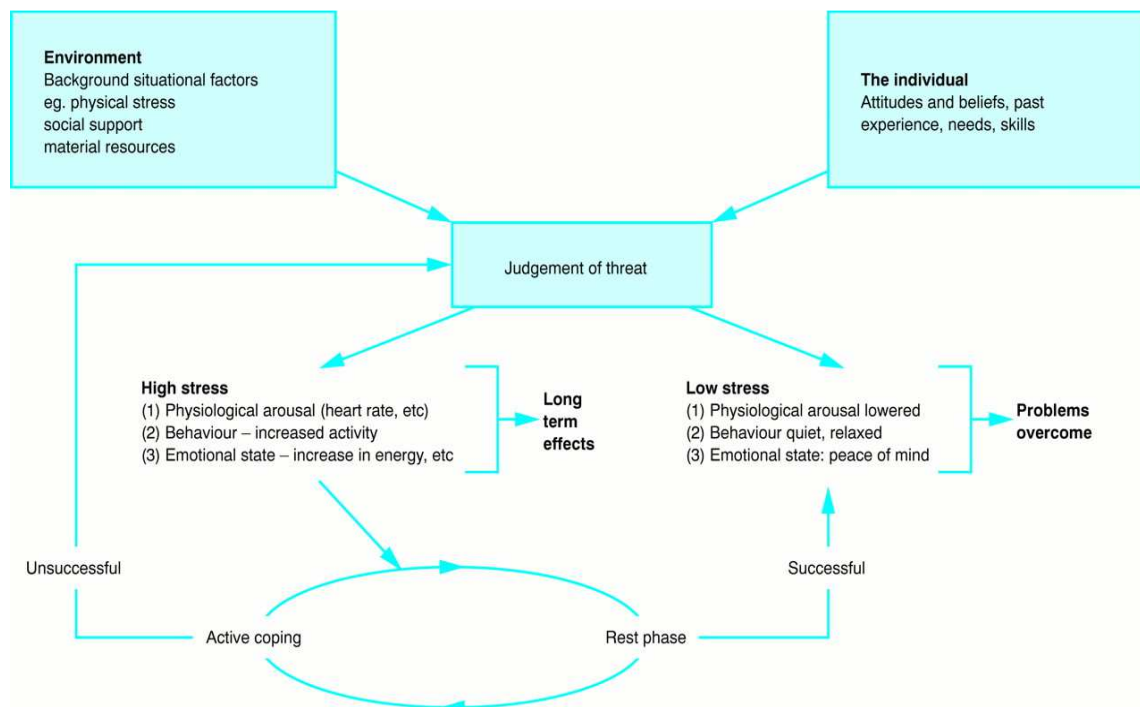 Environment
Background situational factors
eg. physical stress
social support
material resources
The individual
Attitudes and beliefs, past
experience, needs, skills
Judgement of threat
High stress
(1) Physiological arousal (heart rate, etc)
(2) Behaviour – increased activity
(3) Emotional state – increase in energy, etc
Long
term
effects
Low stress
(1) Physiological arousal lowered
(2) Behaviour quiet, relaxed
(3) Emotional state: peace of mind
Problems
overcome
Unsuccessful
Successful
Active coping
Rest phase